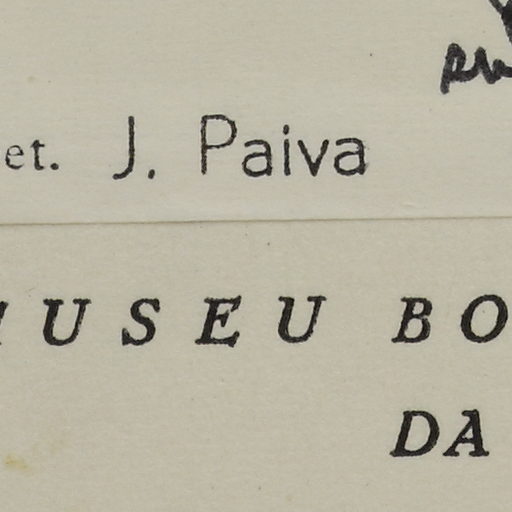 et. J. Paiva
USEU BO
DA